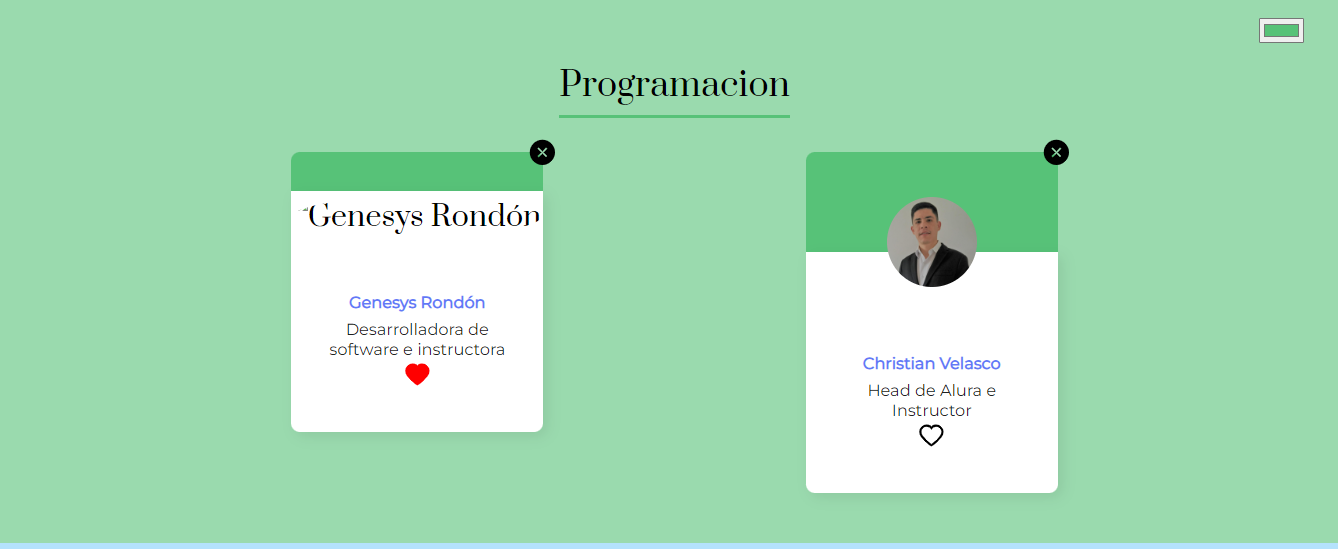 Programacion
Genesys Rondón
Genesys Rondón
Desarrolladora de
software e instructora
Christian Velasco
Head de Alura e
Instructor